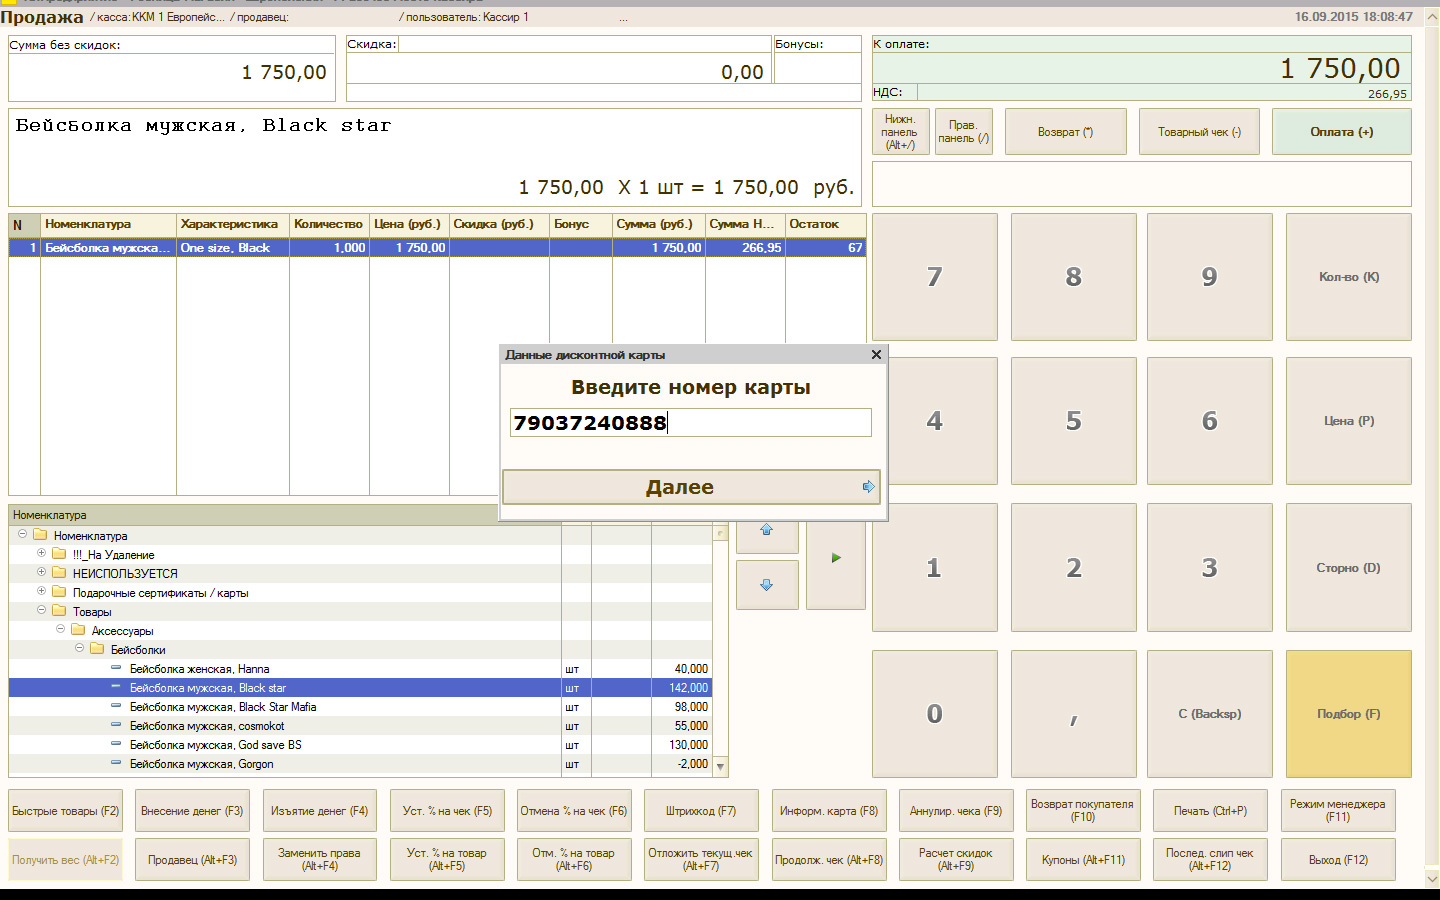 Продажа / касса: ККМ 1 Европейс... / продавец: / пользователь: Кассир 1 ... 16.09.2015 18:08:47
Сумма без скидок: Скидка: Бонусы: К оплате:
1 750,00 0,00 1 750,00
НДС: 266,95
Бейсболка мужская, Black star
1 750,00 X 1 шт = 1 750,00 руб.
Нижн. панель (Alt+/)
Прав. панель (/)
Возврат (*)
Товарный чек (-)
Оплата (+)
N Номенклатура Характеристика Количество Цена (руб.) Скидка (руб.) Бонус Сумма (руб.) Сумма Н... Остаток
1 Бейсболка мужска... One size, Black 1,000 1 750,00 1 750,00 266,95 67
7 8 9 Кол-во (K)
4 5 6 Цена (P)
1 2 3 Сторно (D)
0 , C (Backsp) Подбор (F)
Данные дисконтной карты
Введите номер карты
79037240888
Далее
Номенклатура
Номенклатура
!!!_На Удаление
НЕИСПОЛЬЗУЕТСЯ
Подарочные сертификаты / карты
Товары
Аксессуары
Бейсболки
Бейсболка женская, Hanna шт 40,000
Бейсболка мужская, Black star шт 142,000
Бейсболка мужская, Black Star Mafia шт 98,000
Бейсболка мужская, cosmokot шт 55,000
Бейсболка мужская, God save BS шт 130,000
Бейсболка мужская, Gorgon шт -2,000
Быстрые товары (F2)
Внесение денег (F3)
Изъятие денег (F4)
Уст. % на чек (F5)
Отмена % на чек (F6)
Штрихкод (F7)
Информ. карта (F8)
Аннулир. чека (F9)
Возврат покупателя (F10)
Печать (Ctrl+P)
Режим менеджера (F11)
Получить вес (Alt+F2)
Продавец (Alt+F3)
Заменить права (Alt+F4)
Уст. % на товар (Alt+F5)
Отм. % на товар (Alt+F6)
Отложить текущ.чек (Alt+F7)
Продолж. чек (Alt+F8)
Расчет скидок (Alt+F9)
Купоны (Alt+F11)
Послед. слип чек (Alt+F12)
Выход (F12)